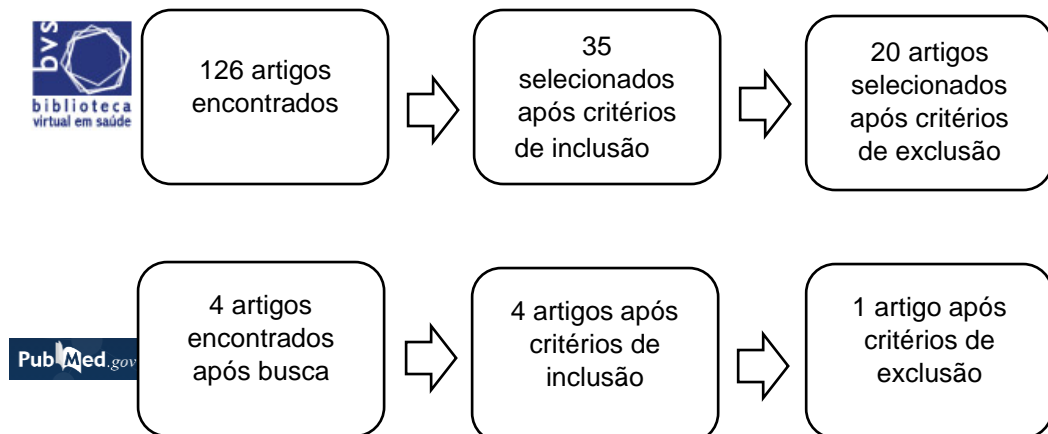 bvs
biblioteca
virtual em saúde
126 artigos
encontrados
35
selecionados
após critérios
de inclusão
20 artigos
selecionados
após critérios
de exclusão
PubMed.gov
4 artigos
encontrados
após busca
4 artigos após
critérios de
inclusão
1 artigo após
critérios de
exclusão